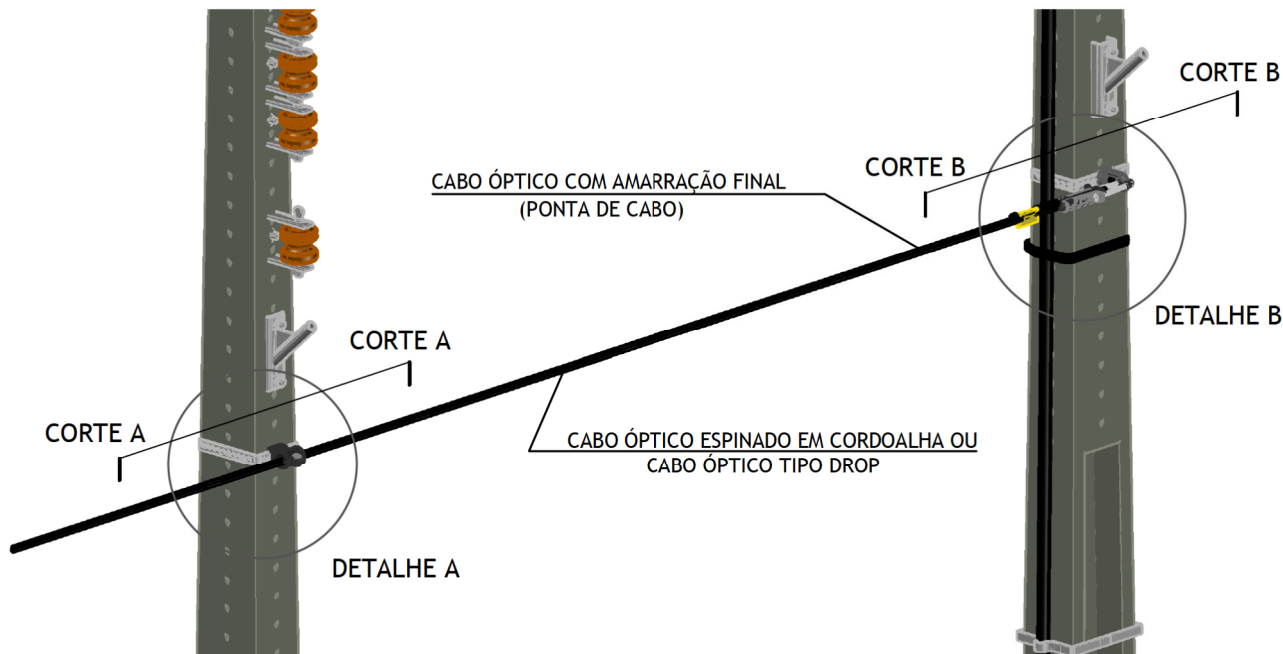 CORTE B
CORTE B
CABO ÓPTICO COM AMARRAÇÃO FINAL
(PONTA DE CABO)
DETALHE B
CORTE A
CORTE A
CABO ÓPTICO ESPINADO EM CORDOALHA OU
CABO ÓPTICO TIPO DROP
DETALHE A